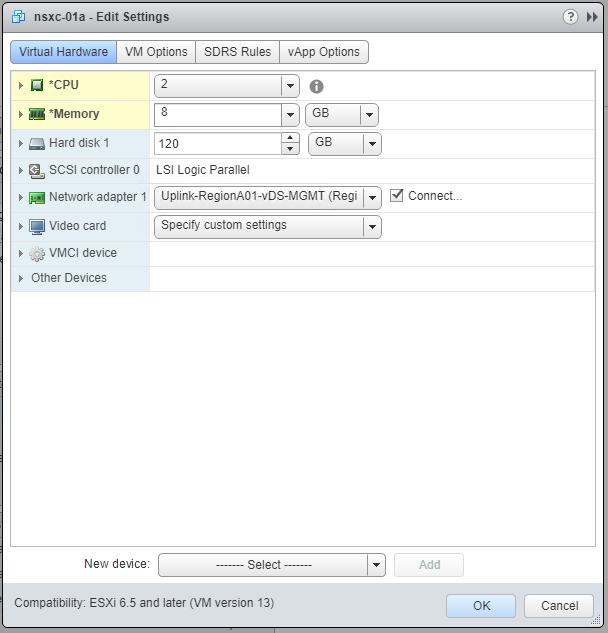 nsxc-01a - Edit Settings
?
Virtual Hardware VM Options SDRS Rules vApp Options
*CPU 2
*Memory 8 GB
Hard disk 1 120 GB
SCSI controller 0 LSI Logic Parallel
Network adapter 1 Uplink-RegionA01-vDS-MGMT (Regi Connect...
Video card Specify custom settings
VMCI device
Other Devices
New device: ------- Select ------- Add
Compatibility: ESXi 6.5 and later (VM version 13) OK Cancel